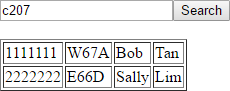 c207 Search
1111111 W67A Bob Tan
2222222 E66D Sally Lim